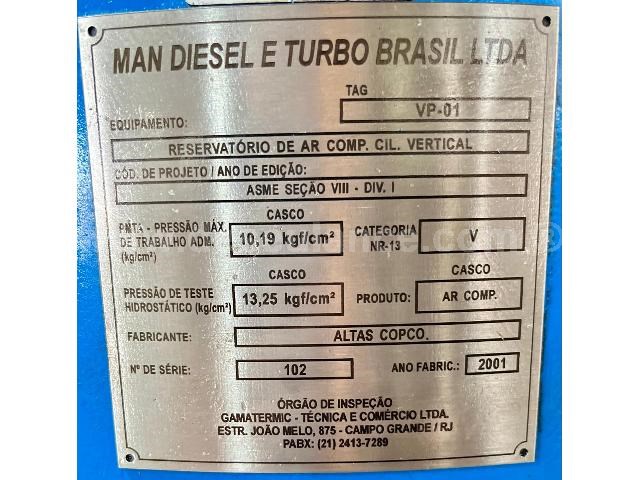 MAN DIESEL E TURBO BRASIL LTDA
TAG
EQUIPAMENTO: VP-01
RESERVATÓRIO DE AR COMP. CIL. VERTICAL
CÓD. DE PROJETO / ANO DE EDIÇÃO:
ASME SEÇÃO VIII - DIV. I
CASCO
PMTA - PRESSÃO MÁX. DE TRABALHO ADM. (kg/cm²) 10,19 kgf/cm² CATEGORIA NR-13 V
CASCO CASCO
PRESSÃO DE TESTE HIDROSTÁTICO (kg/cm²) 13,25 kgf/cm² PRODUTO: AR COMP.
FABRICANTE: ALTAS COPCO.
Nº DE SÉRIE: 102 ANO FABRIC.: 2001
ÓRGÃO DE INSPEÇÃO
GAMATERMIC - TÉCNICA E COMÉRCIO LTDA.
ESTR. JOÃO MELO, 875 - CAMPO GRANDE / RJ
PABX: (21) 2413-7289